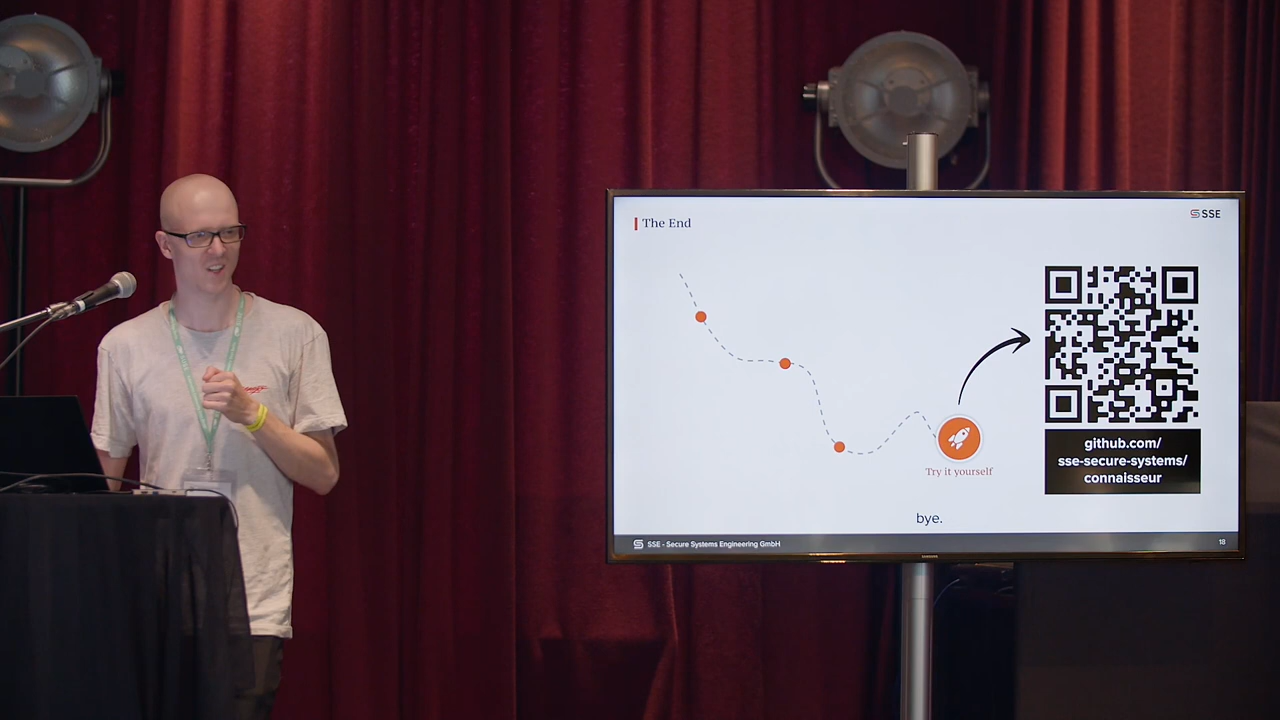 The End
SSE
Try it yourself
github.com/
sse-secure-systems/
connaisseur
bye.
SSE - Secure Systems Engineering GmbH
18
SAMSUNG